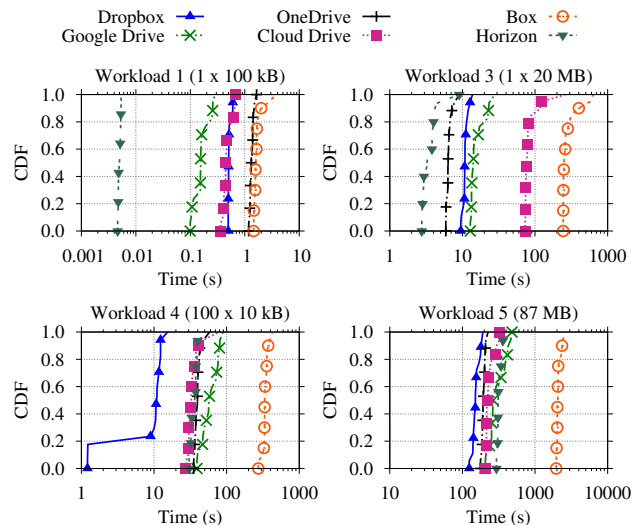 Dropbox OneDrive Box
Google Drive Cloud Drive Horizon
Workload 1 (1 x 100 kB) Workload 3 (1 x 20 MB)
CDF
1.0
0.8
0.6
0.4
0.2
0.0
0.001 0.01 0.1 1 10
Time (s)
CDF
1.0
0.8
0.6
0.4
0.2
0.0
1 10 100 1000
Time (s)
Workload 4 (100 x 10 kB) Workload 5 (87 MB)
CDF
1.0
0.8
0.6
0.4
0.2
0.0
1 10 100 1000
Time (s)
CDF
1.0
0.8
0.6
0.4
0.2
0.0
10 100 1000 10000
Time (s)